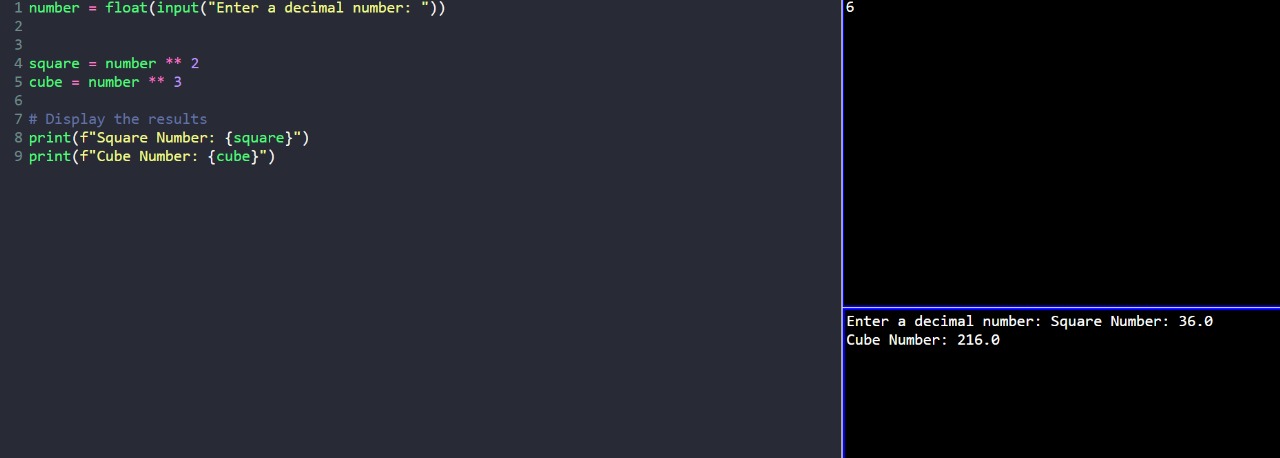 1 number = float(input("Enter a decimal number: "))
2
3
4 square = number ** 2
5 cube = number ** 3
6
7 # Display the results
8 print(f"Square Number: {square}")
9 print(f"Cube Number: {cube}")
6
Enter a decimal number: Square Number: 36.0
Cube Number: 216.0